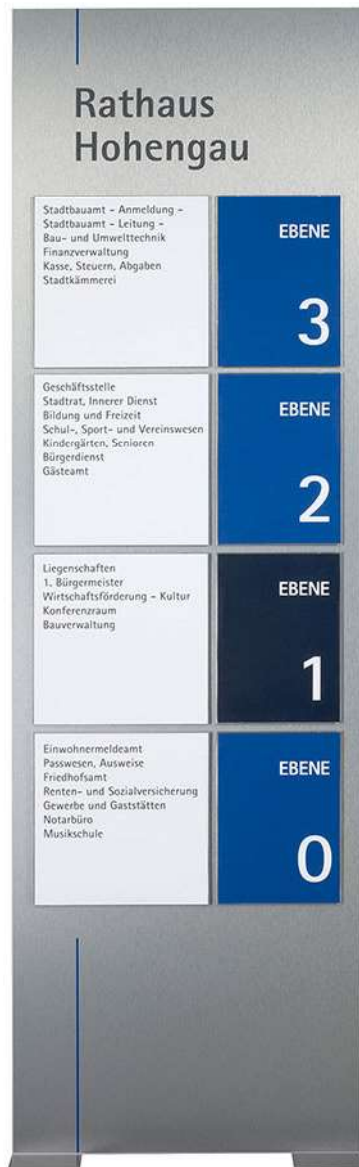 Rathaus
Hohengau
Stadtbauamt - Anmeldung -
Stadtbauamt - Leitung -
Bau- und Umwelttechnik
Finanzverwaltung
Kasse, Steuern, Abgaben
Stadtkämmerei
EBENE
3
Geschäftsstelle
Stadtrat, Innerer Dienst
Bildung und Freizeit
Schul-, Sport- und Vereinswesen
Kindergärten, Senioren
Bürgerdienst
Gästeamt
EBENE
2
Liegenschaften
1. Bürgermeister
Wirtschaftsförderung - Kultur
Konferenzraum
Bauverwaltung
EBENE
1
Einwohnermeldeamt
Passwesen, Ausweise
Friedhofsamt
Renten- und Sozialversicherung
Gewerbe und Gaststätten
Notarbüro
Musikschule
EBENE
0